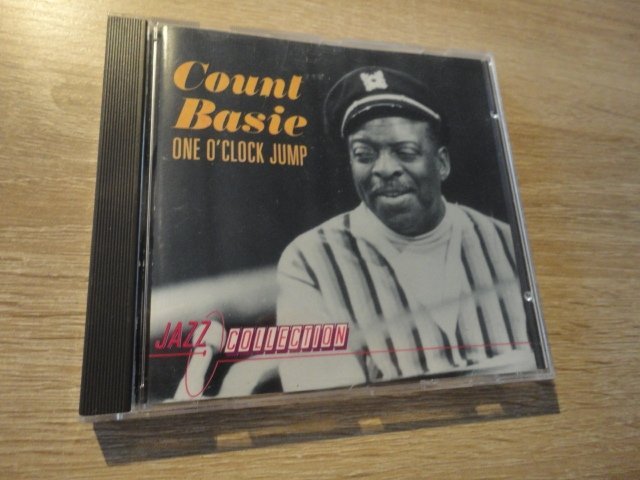 Count
Basie
ONE O'CLOCK JUMP
JAZZ COLLECTION